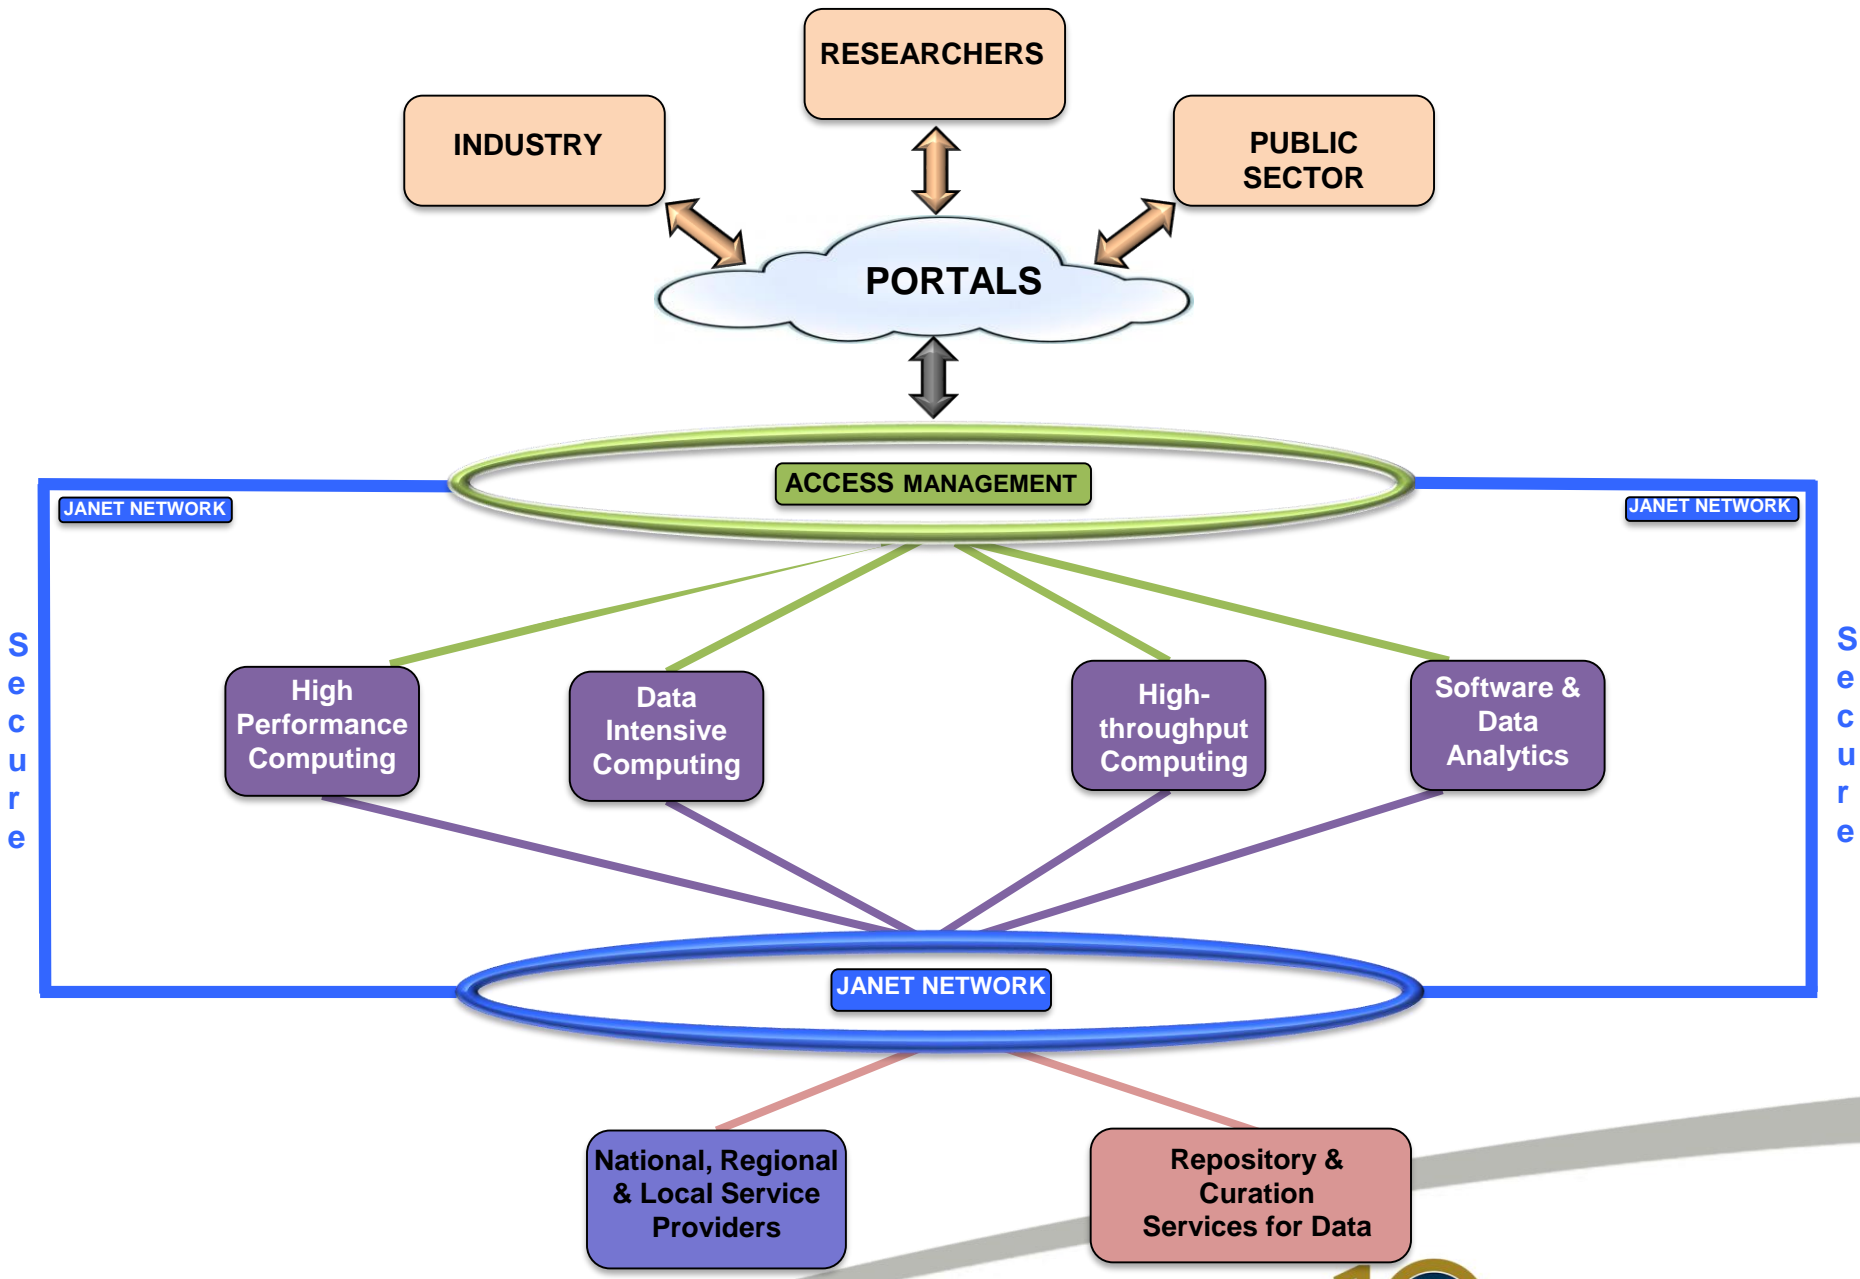 RESEARCHERS
INDUSTRY
PUBLIC
SECTOR
PORTALS
ACCESS MANAGEMENT
JANET NETWORK
JANET NETWORK
S
e
c
u
r
e
S
e
c
u
r
e
High
Performance
Computing
Data
Intensive
Computing
High-
throughput
Computing
Software &
Data
Analytics
JANET NETWORK
National, Regional
& Local Service
Providers
Repository &
Curation
Services for Data